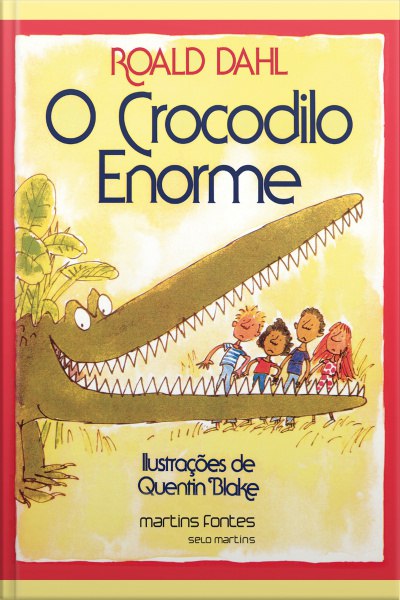 ROALD DAHL
O Crocodilo
Enorme
Ilustrações de
Quentin Blake
martins fontes
selo martins